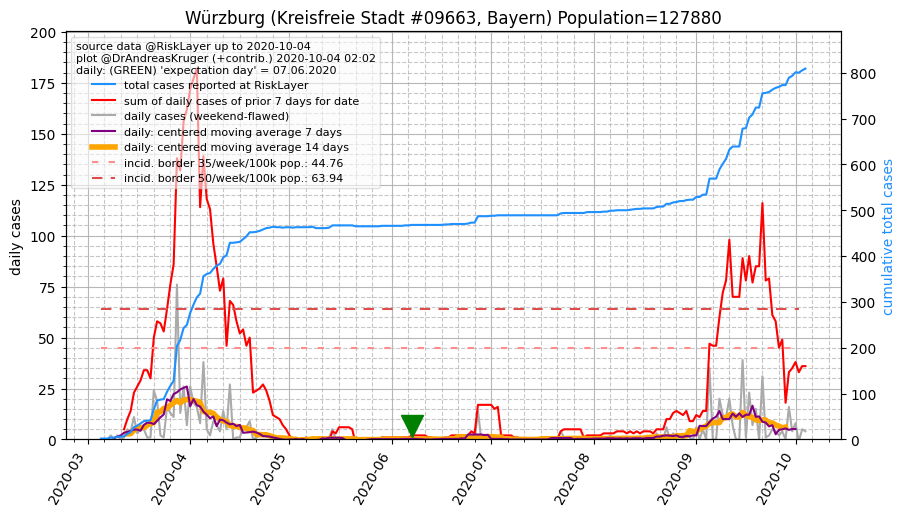 Würzburg (Kreisfreie Stadt #09663, Bayern) Population=127880
source data @RiskLayer up to 2020-10-04
plot @DrAndreasKruger (+contrib.) 2020-10-04 02:02
daily: (GREEN) 'expectation day' = 07.06.2020
total cases reported at RiskLayer
sum of daily cases of prior 7 days for date
daily cases (weekend-flawed)
daily: centered moving average 7 days
daily: centered moving average 14 days
incid. border 35/week/100k pop.: 44.76
incid. border 50/week/100k pop.: 63.94
daily cases
200
175
150
125
100
75
50
25
0
cumulative total cases
800
700
600
500
400
300
200
100
0
2020-03
2020-04
2020-05
2020-06
2020-07
2020-08
2020-09
2020-10